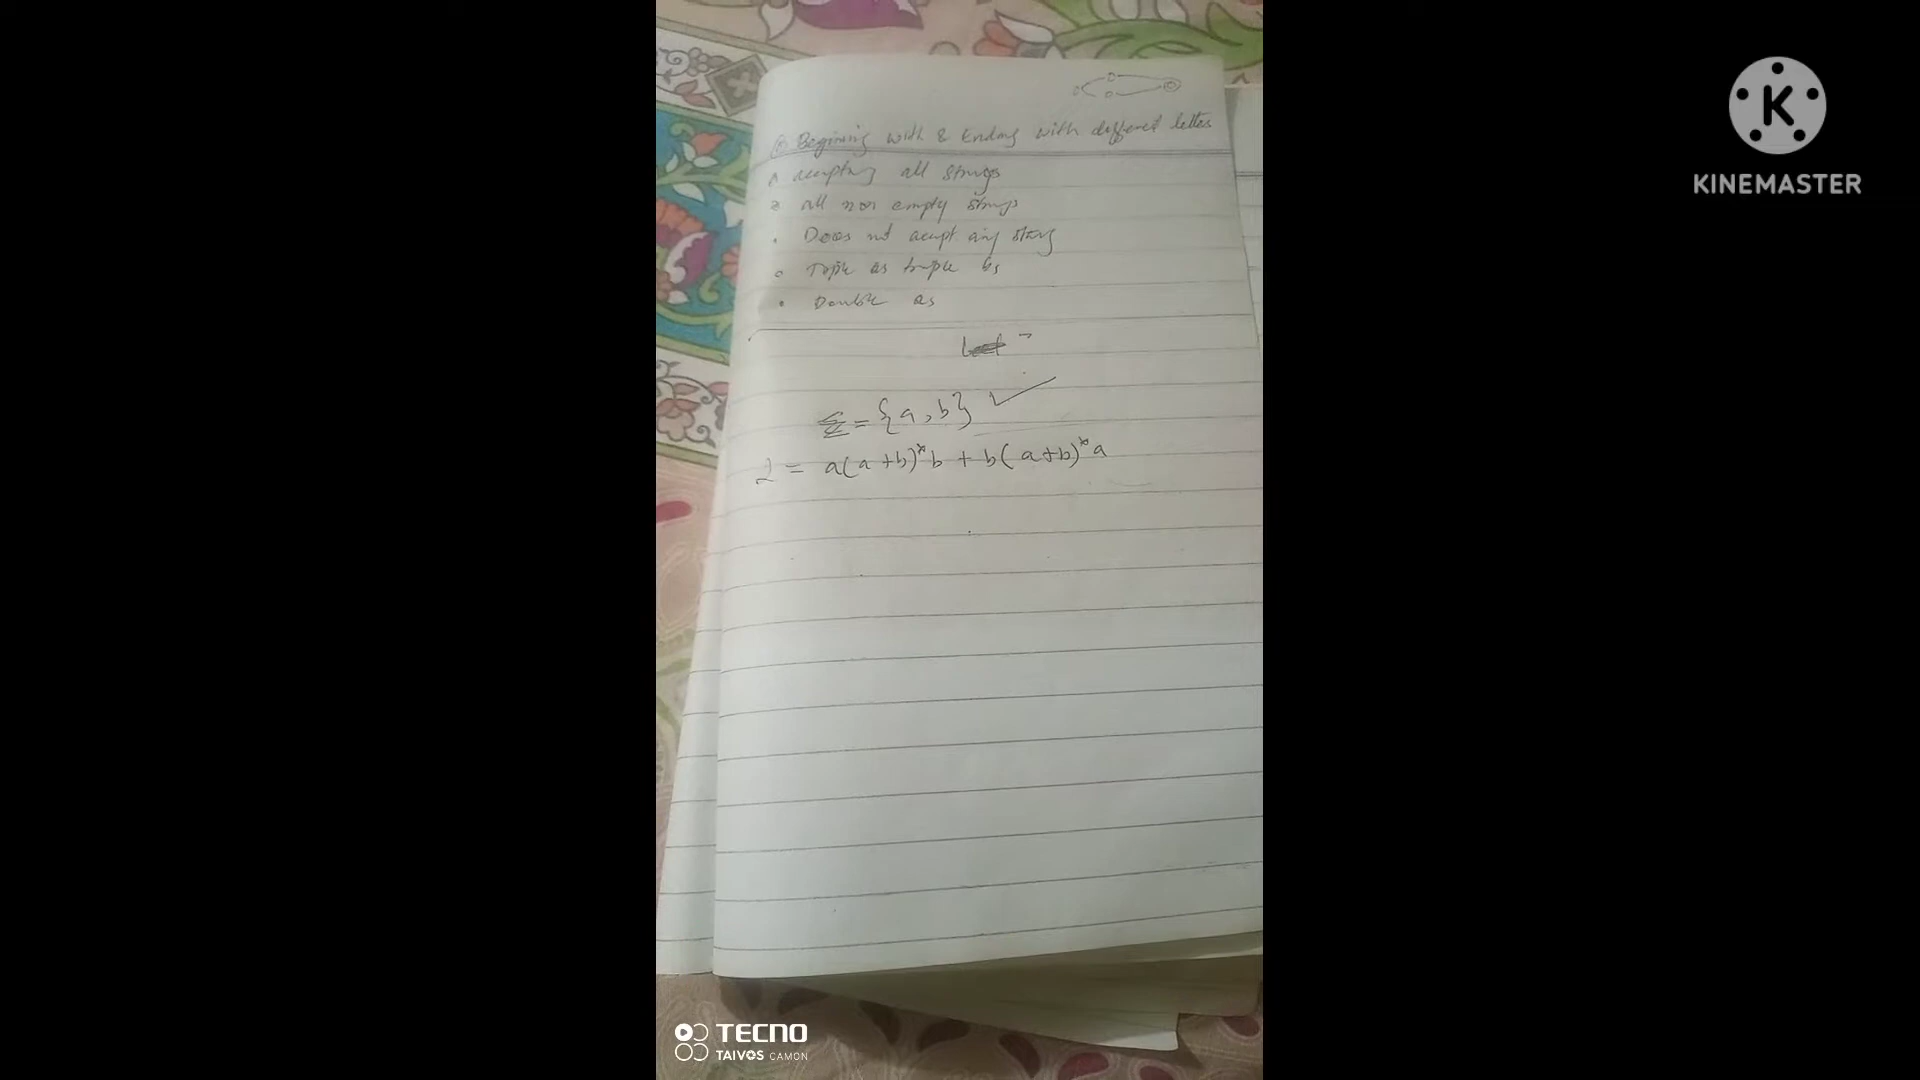 Beginning with & Ending with different letter
accepting all strings
all non empty strings
Does not accept any string
Triple as triple bs
Double as
Σ = {a, b} ✓
L = a(a+b)*b + b(a+b)*a
KINEMASTER
TECNO
TAIVOS CAMON